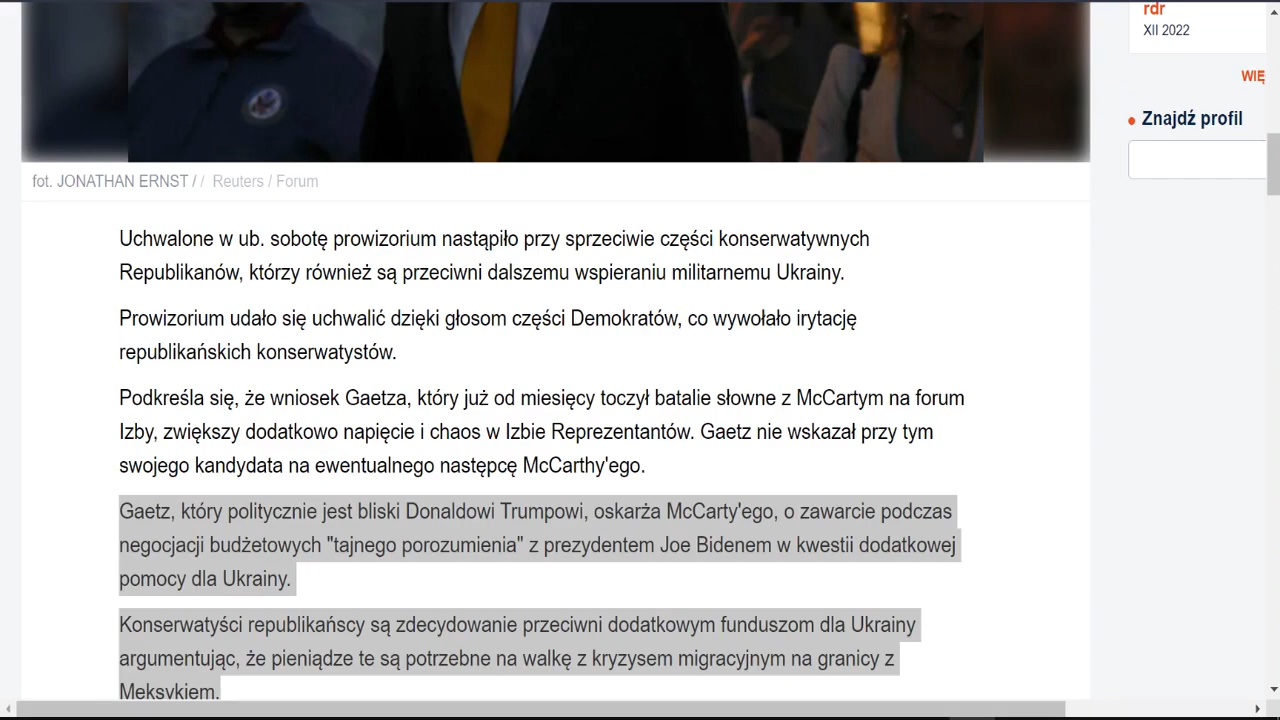 rdr
XII 2022
WIĘ
Znajdź profil
fot. JONATHAN ERNST / / Reuters / Forum
Uchwalone w ub. sobotę prowizorium nastąpiło przy sprzeciwie części konserwatywnych
Republikanów, którzy również są przeciwni dalszemu wspieraniu militarnemu Ukrainy.
Prowizorium udało się uchwalić dzięki głosom części Demokratów, co wywołało irytację
republikańskich konserwatystów.
Podkreśla się, że wniosek Gaetza, który już od miesięcy toczył batalie słowne z McCartym na forum
Izby, zwiększy dodatkowo napięcie i chaos w Izbie Reprezentantów. Gaetz nie wskazał przy tym
swojego kandydata na ewentualnego następcę McCarthy'ego.
Gaetz, który politycznie jest bliski Donaldowi Trumpowi, oskarża McCarty'ego, o zawarcie podczas
negocjacji budżetowych "tajnego porozumienia" z prezydentem Joe Bidenem w kwestii dodatkowej
pomocy dla Ukrainy.
Konserwatyści republikańscy są zdecydowanie przeciwni dodatkowym funduszom dla Ukrainy
argumentując, że pieniądze te są potrzebne na walkę z kryzysem migracyjnym na granicy z
Meksykiem.